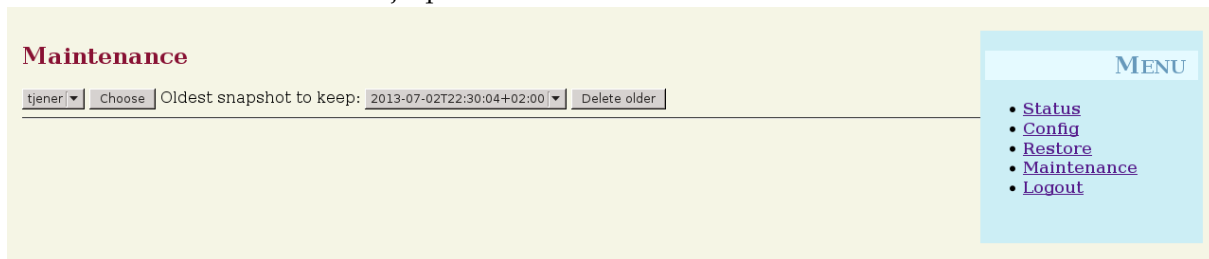 Maintenance
tjener Choose Oldest snapshot to keep: 2013-07-02T22:30:04+02:00 Delete older
MENU
Status
Config
Restore
Maintenance
Logout